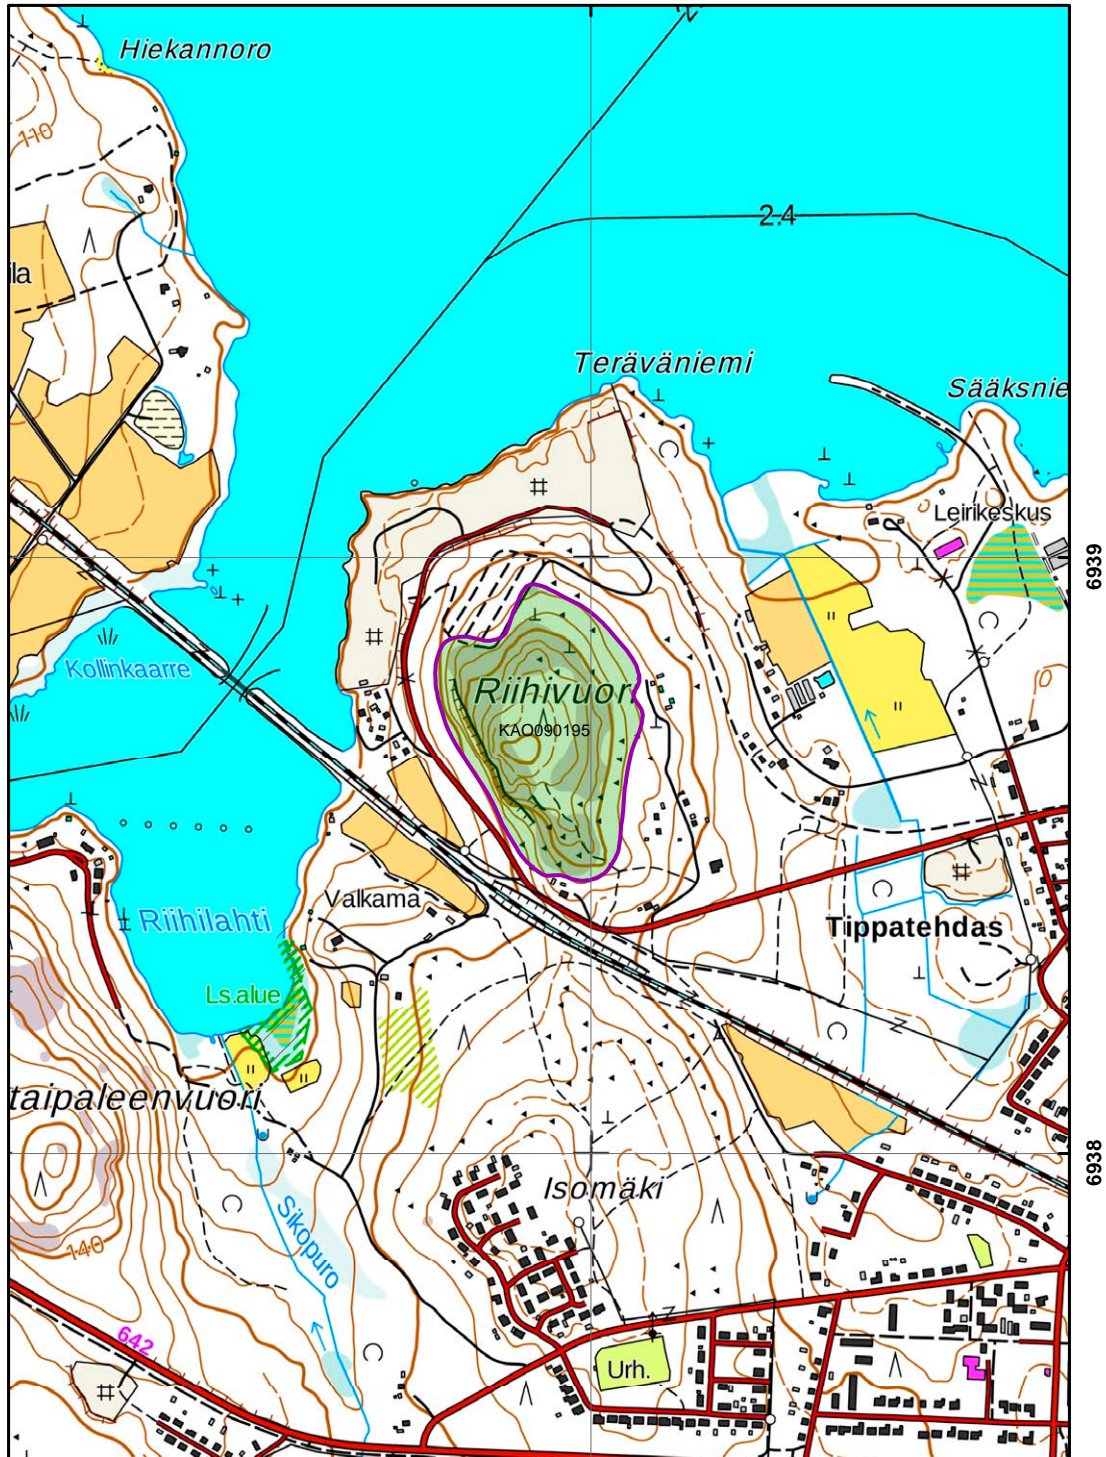 Hiekannoro
110
2.4
ila
Teräväniemi
Sääksnie
Leirikeskus
6939
Kollinkaarre
Riihivuori
KAO090195
Valkama
Riihilahti
Tippatehdas
Ls.alue
taipaleenvuori
6938
Isomäki
Sikopuro
140
642
Urh.